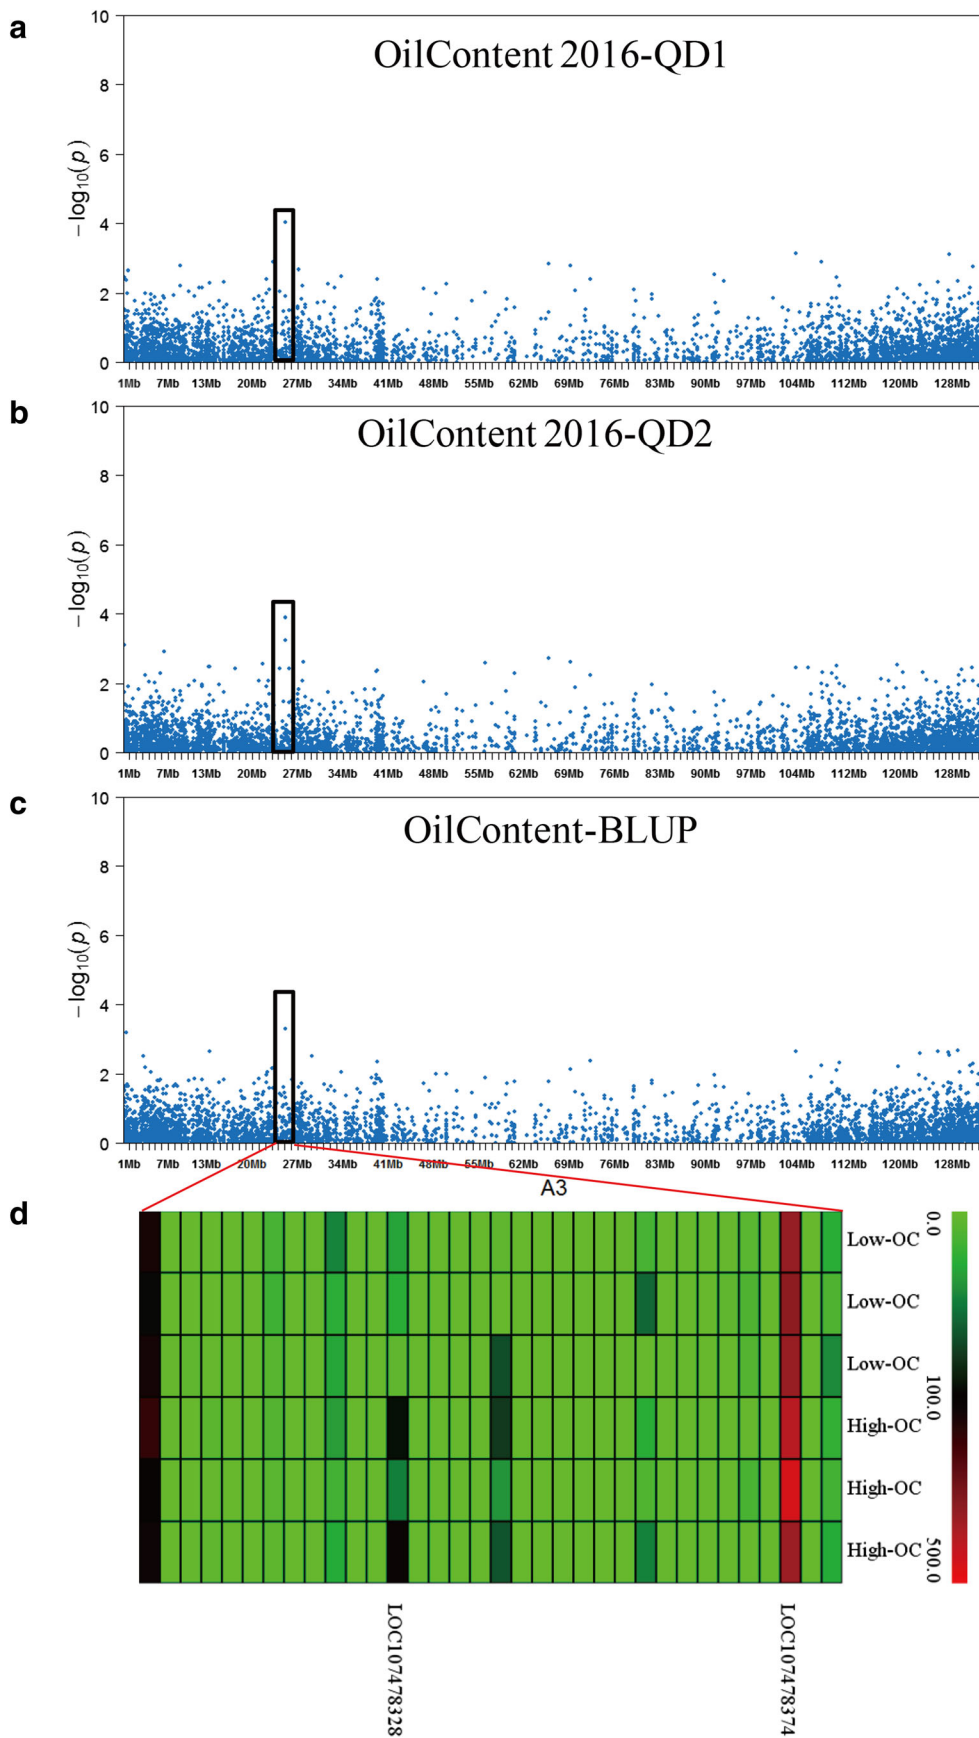 a
OilContent 2016-QD1
10
8
6
4
2
0
−log10(p)
1Mb 7Mb 13Mb 20Mb 27Mb 34Mb 41Mb 48Mb 55Mb 62Mb 69Mb 76Mb 83Mb 90Mb 97Mb 104Mb 112Mb 120Mb 128Mb
b
OilContent 2016-QD2
10
8
6
4
2
0
−log10(p)
1Mb 7Mb 13Mb 20Mb 27Mb 34Mb 41Mb 48Mb 55Mb 62Mb 69Mb 76Mb 83Mb 90Mb 97Mb 104Mb 112Mb 120Mb 128Mb
c
OilContent-BLUP
10
8
6
4
2
0
−log10(p)
1Mb 7Mb 13Mb 20Mb 27Mb 34Mb 41Mb 48Mb 55Mb 62Mb 69Mb 76Mb 83Mb 90Mb 97Mb 104Mb 112Mb 120Mb 128Mb
A3
d
Low-OC
Low-OC
Low-OC
High-OC
High-OC
High-OC
0.0
100.0
500.0
LOC107478328
LOC107478374